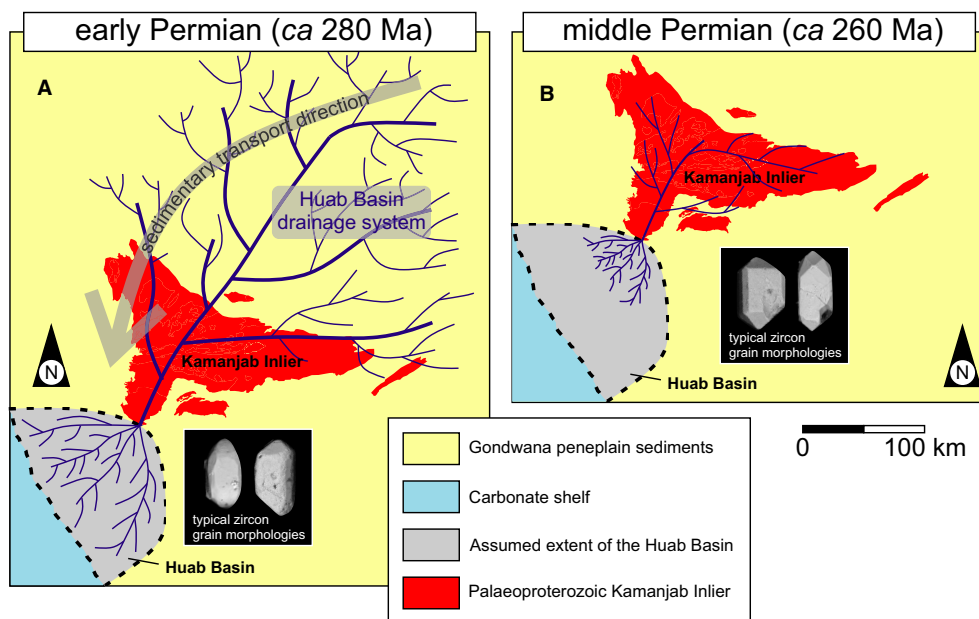 early Permian (ca 280 Ma)
A
sedimentary transport direction
Huab Basin
drainage system
Kamanjab Inlier
N
typical zircon
grain morphologies
Huab Basin
middle Permian (ca 260 Ma)
B
Kamanjab Inlier
typical zircon
grain morphologies
Huab Basin
N
0 100 km
Gondwana peneplain sediments
Carbonate shelf
Assumed extent of the Huab Basin
Palaeoproterozoic Kamanjab Inlier